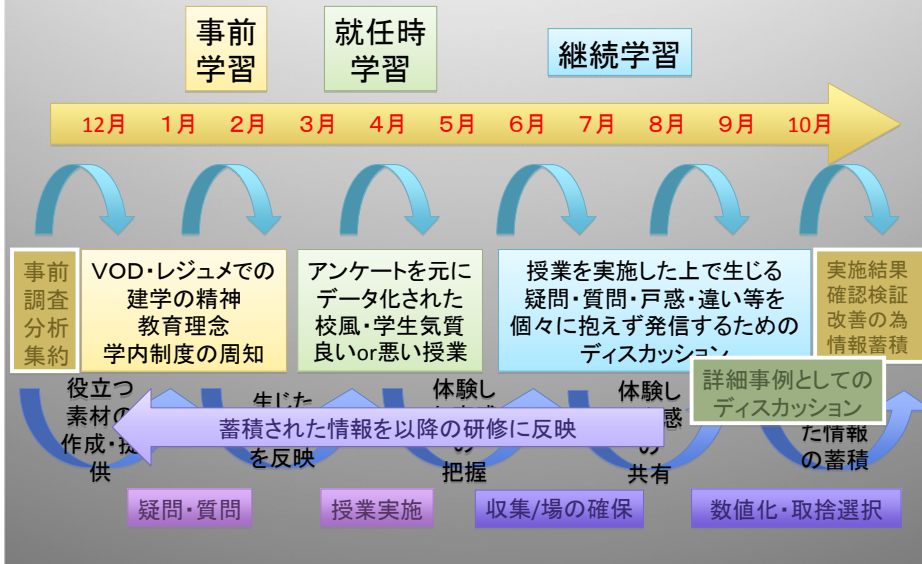 事前
学習
就任時
学習
継続学習
12月 1月 2月 3月 4月 5月 6月 7月 8月 9月 10月
事前
調査
分析
集約
VOD・レジュメでの
建学の精神
教育理念
学内制度の周知
アンケートを元に
データ化された
校風・学生気質
良いor悪い授業
授業を実施した上で生じる
疑問・質問・戸惑・違い等を
個々に抱えず発信するための
ディスカッション
実施結果
確認検証
改善の為
情報蓄積
役立つ
素材の
作成・提
供
生じた
を反映
体験し
の
把握
体験し
感
の
共有
た情報
の蓄積
詳細事例としての
ディスカッション
蓄積された情報を以降の研修に反映
疑問・質問
授業実施
収集/場の確保
数値化・取捨選択